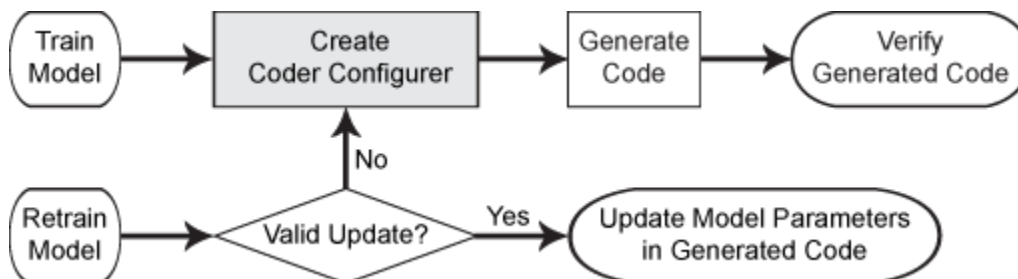 Train
Model
Create
Coder Configurer
Generate
Code
Verify
Generated Code
No
Retrain
Model
Valid Update?
Yes
Update Model Parameters
in Generated Code